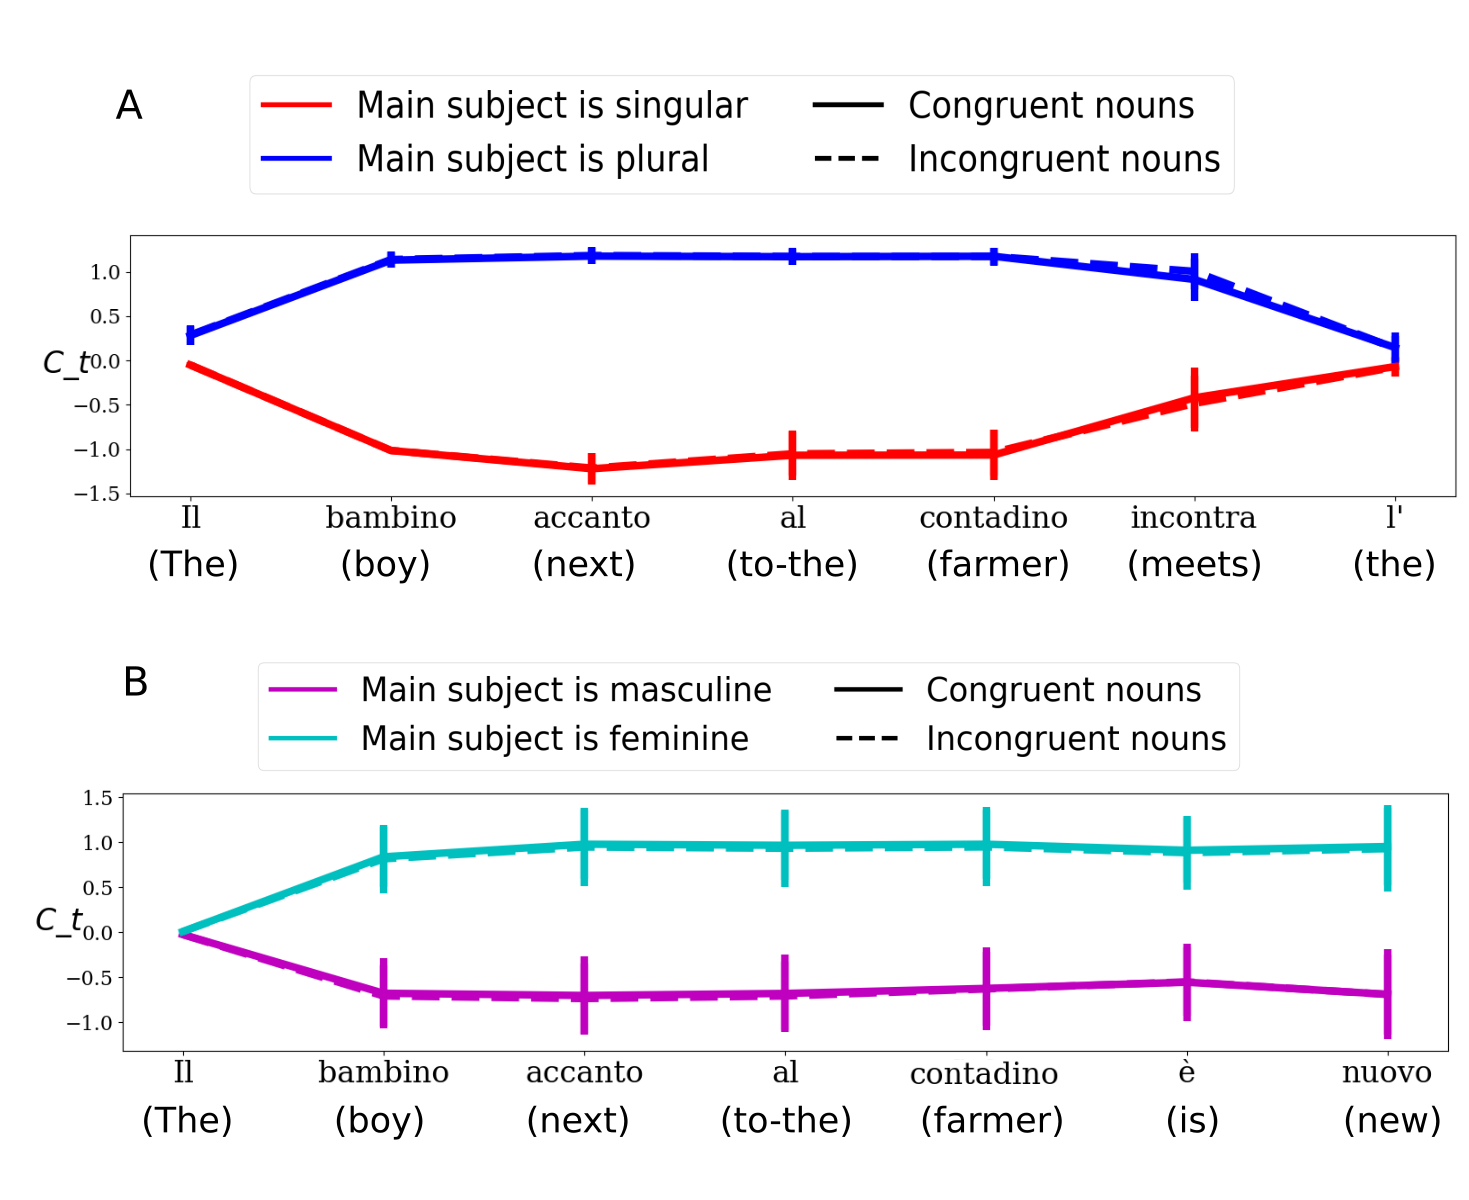 A
Main subject is singular
Congruent nouns
Main subject is plural
Incongruent nouns
1.0
0.5
C_t
0.0
−0.5
−1.0
−1.5
Il bambino accanto al contadino incontra l'
(The) (boy) (next) (to-the) (farmer) (meets) (the)
B
Main subject is masculine
Congruent nouns
Main subject is feminine
Incongruent nouns
1.5
1.0
0.5
C_t
0.0
−0.5
−1.0
Il bambino accanto al contadino è nuovo
(The) (boy) (next) (to-the) (farmer) (is) (new)